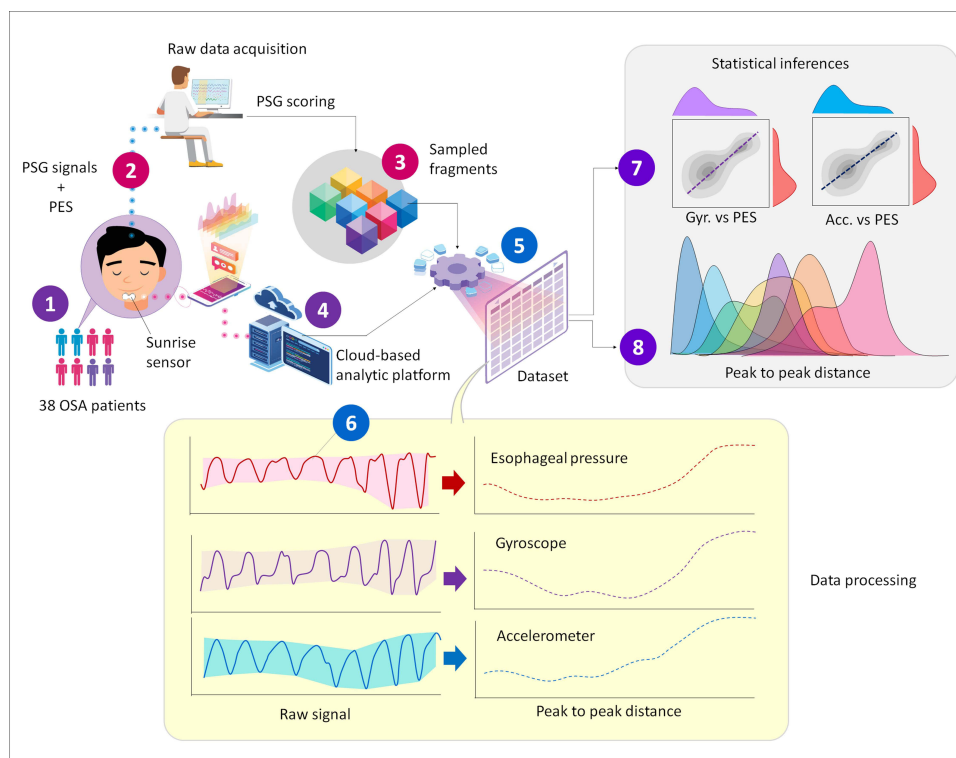 Raw data acquisition
PSG scoring
PSG signals
+
PES
2
3
Sampled
fragments
1
Sunrise
sensor
38 OSA patients
4
Cloud-based
analytic platform
5
Dataset
Statistical inferences
7
Gyr. vs PES
Acc. vs PES
8
Peak to peak distance
6
Esophageal pressure
Gyroscope
Accelerometer
Raw signal
Peak to peak distance
Data processing